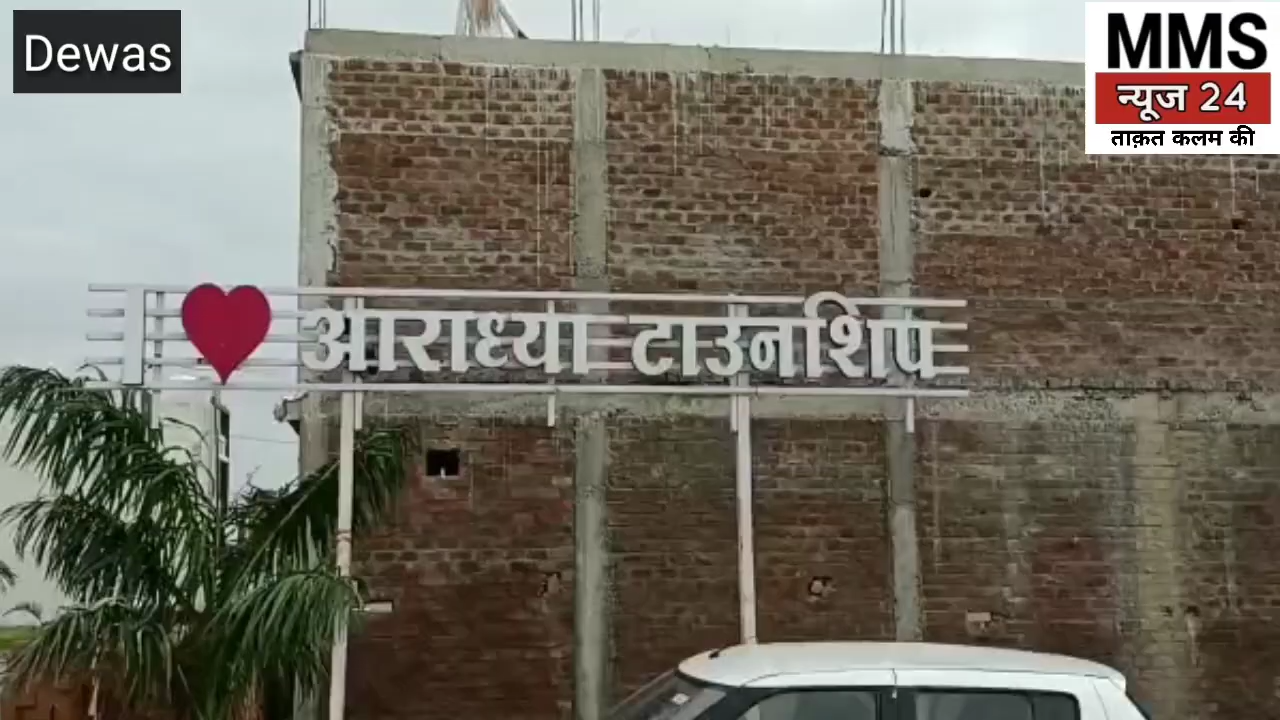 Dewas
MMS
न्यूज 24
ताक़त कलम की
आराध्या टाउनशिप